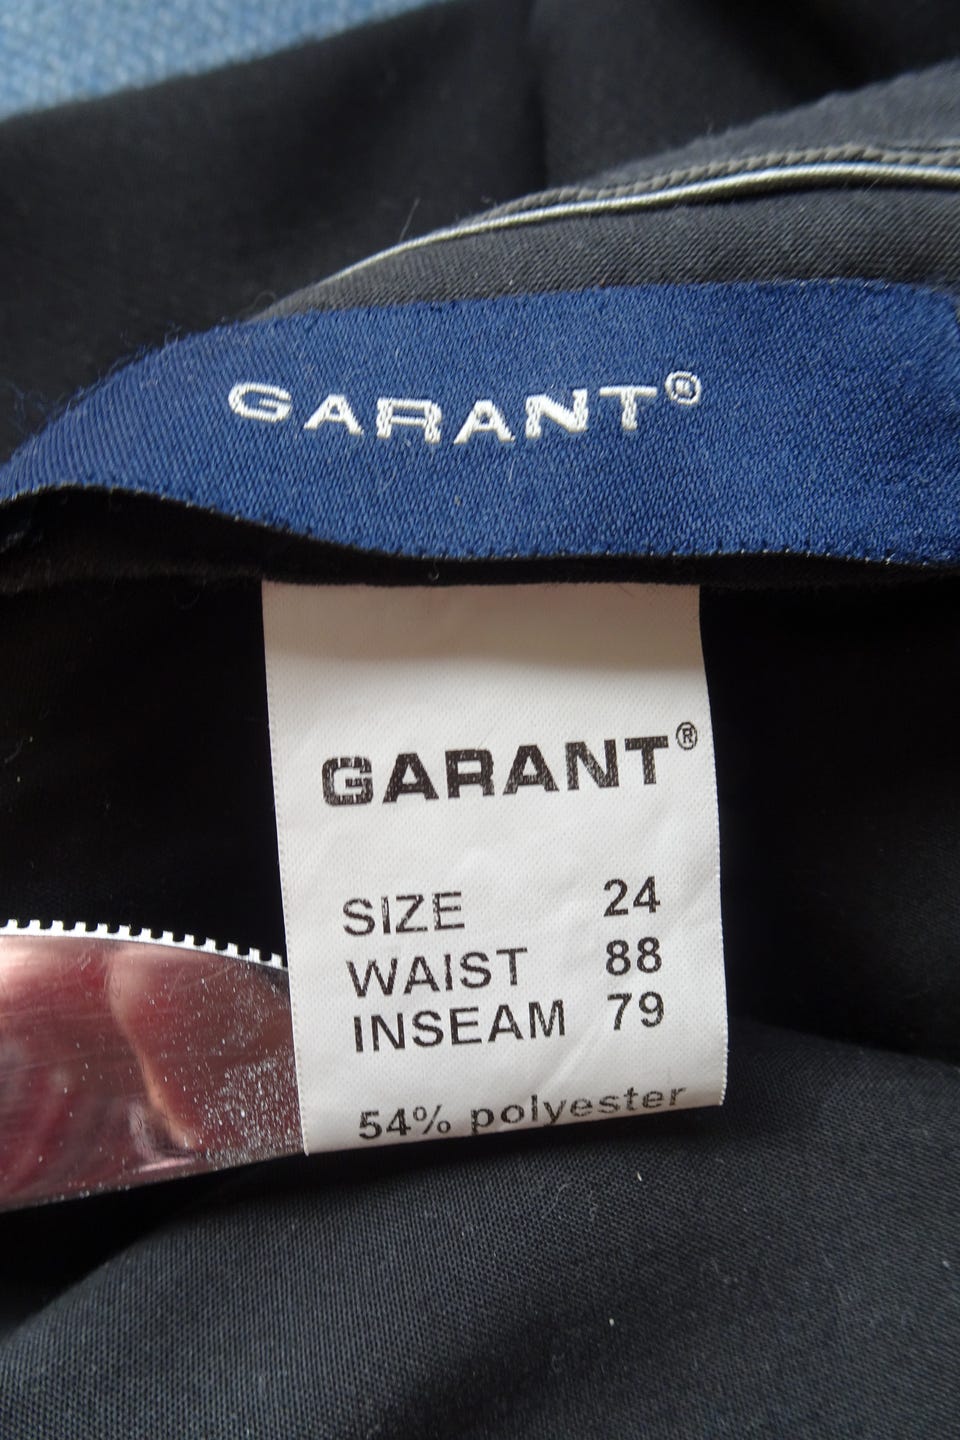 GARANT®
GARANT®
SIZE 24
WAIST 88
INSEAM 79
54% polyester